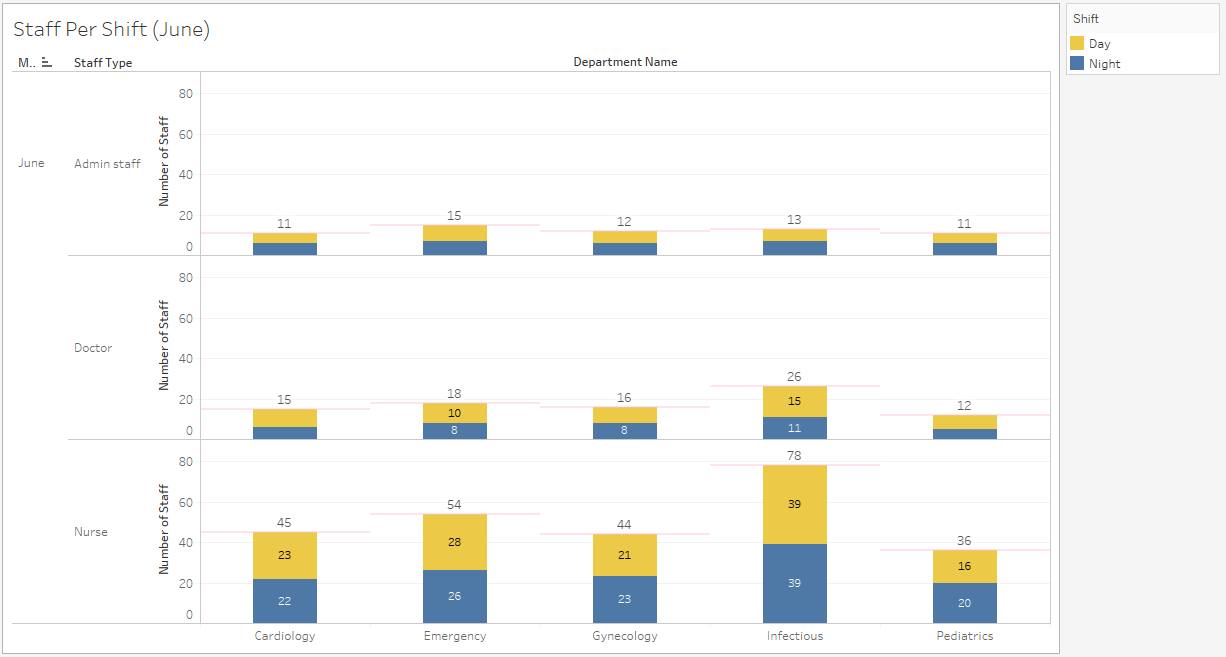 Staff Per Shift (June)
Shift
Day
Night
M.. Staff Type Department Name
80
60
40
20
0
Number of Staff
June Admin staff
11 15 12 13 11
80
60
40
20
0
Number of Staff
Doctor
15 18 16 26 12
10 15
8 8 11
80
60
40
20
0
Number of Staff
Nurse
45 54 44 78 36
23 28 21 39 16
22 26 23 39 20
Cardiology Emergency Gynecology Infectious Pediatrics